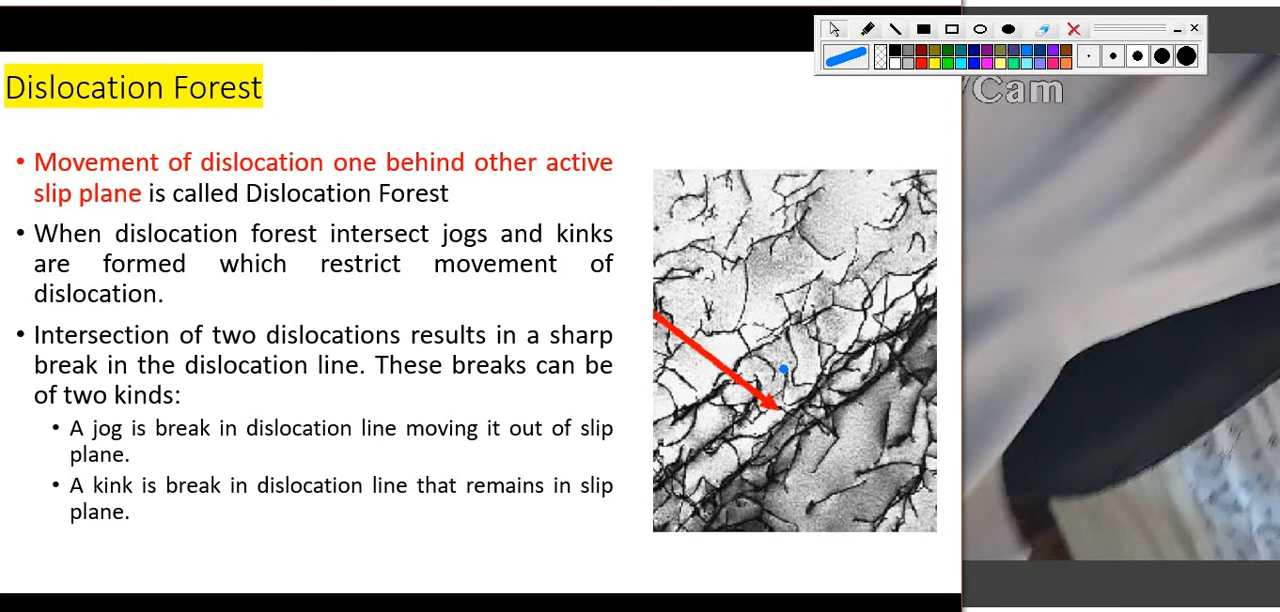 /Cam
Dislocation Forest
• Movement of dislocation one behind other active
slip plane is called Dislocation Forest
• When dislocation forest intersect jogs and kinks
are formed which restrict movement of
dislocation.
• Intersection of two dislocations results in a sharp
break in the dislocation line. These breaks can be
of two kinds:
• A jog is break in dislocation line moving it out of slip
plane.
• A kink is break in dislocation line that remains in slip
plane.